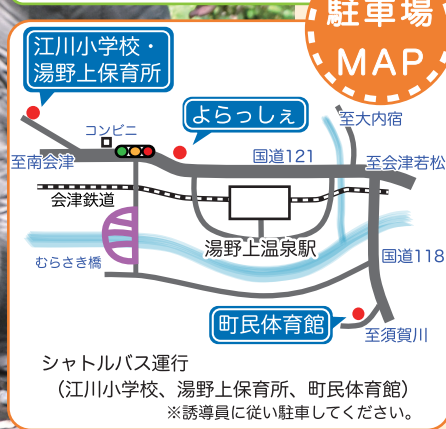 駐車場
MAP
江川小学校・
湯野上保育所
よらっしぇ
コンビニ
至大内宿
至南会津
国道121
至会津若松
会津鉄道
湯野上温泉駅
むらさき橋
国道118
町民体育館
至須賀川
シャトルバス運行
（江川小学校、湯野上保育所、町民体育館）
※誘導員に従い駐車してください。